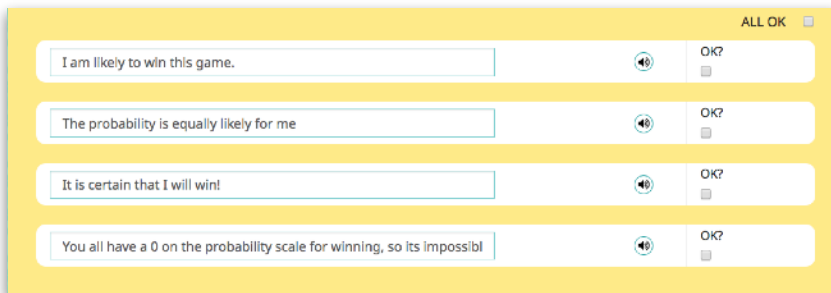 ALL OK
I am likely to win this game.
OK?
The probability is equally likely for me
OK?
It is certain that I will win!
OK?
You all have a 0 on the probability scale for winning, so its impossibl
OK?